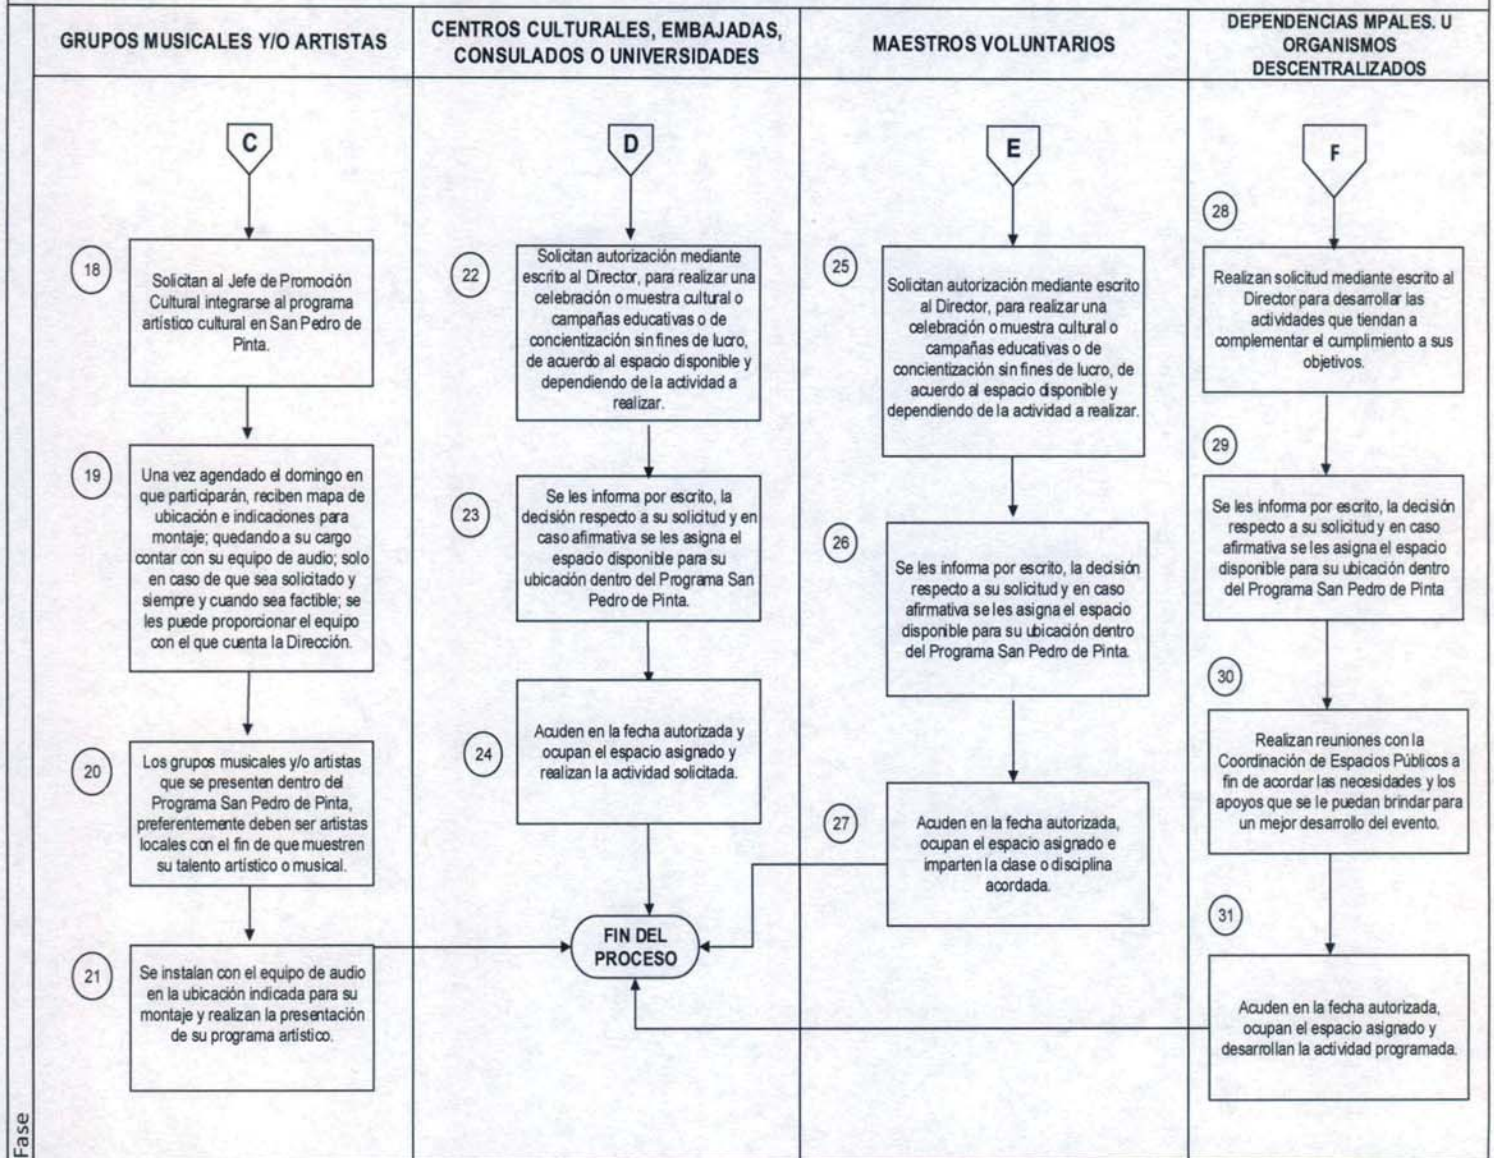 GRUPOS MUSICALES Y/O ARTISTAS
C
18
Solicitan al Jefe de Promoción
Cultural integrarse al programa
artístico cultural en San Pedro de
Pinta.
19
Una vez agendado el domingo en
que participarán, reciben mapa de
ubicación e indicaciones para
montaje; quedando a su cargo
contar con su equipo de audio; solo
en caso de que sea solicitado y
siempre y cuando sea factible; se
les puede proporcionar el equipo
con el que cuenta la Dirección.
20
Los grupos musicales y/o artistas
que se presenten dentro del
Programa San Pedro de Pinta,
preferentemente deben ser artistas
locales con el fin de que muestren
su talento artístico o musical.
21
Se instalan con el equipo de audio
en la ubicación indicada para su
montaje y realizan la presentación
de su programa artístico.
CENTROS CULTURALES, EMBAJADAS,
CONSULADOS O UNIVERSIDADES
D
22
Solicitan autorización mediante
escrito al Director, para realizar una
celebración o muestra cultural o
campañas educativas o de
concientización sin fines de lucro,
de acuerdo al espacio disponible y
dependiendo de la actividad a
realizar.
23
Se les informa por escrito, la
decisión respecto a su solicitud y en
caso afirmativa se les asigna el
espacio disponible para su
ubicación dentro del Programa San
Pedro de Pinta.
24
Acuden en la fecha autorizada y
ocupan el espacio asignado y
realizan la actividad solicitada.
FIN DEL
PROCESO
MAESTROS VOLUNTARIOS
E
25
Solicitan autorización mediante escrito
al Director, para realizar una
celebración o muestra cultural o
campañas educativas o de
concientización sin fines de lucro, de
acuerdo al espacio disponible y
dependiendo de la actividad a realizar.
26
Se les informa por escrito, la decisión
respecto a su solicitud y en caso
afirmativa se les asigna el espacio
disponible para su ubicación dentro
del Programa San Pedro de Pinta.
27
Acuden en la fecha autorizada,
ocupan el espacio asignado e
imparten la clase o disciplina
acordada.
DEPENDENCIAS MPALES. U
ORGANISMOS
DESCENTRALIZADOS
F
28
Realizan solicitud mediante escrito al
Director para desarrollar las
actividades que tiendan a
complementar el cumplimiento a sus
objetivos.
29
Se les informa por escrito, la decisión
respecto a su solicitud y en caso
afirmativa se les asigna el espacio
disponible para su ubicación dentro
del Programa San Pedro de Pinta
30
Realizan reuniones con la
Coordinación de Espacios Públicos a
fin de acordar las necesidades y los
apoyos que se le puedan brindar para
un mejor desarrollo del evento.
31
Acuden en la fecha autorizada,
ocupan el espacio asignado y
desarrollan la actividad programada.
Fase